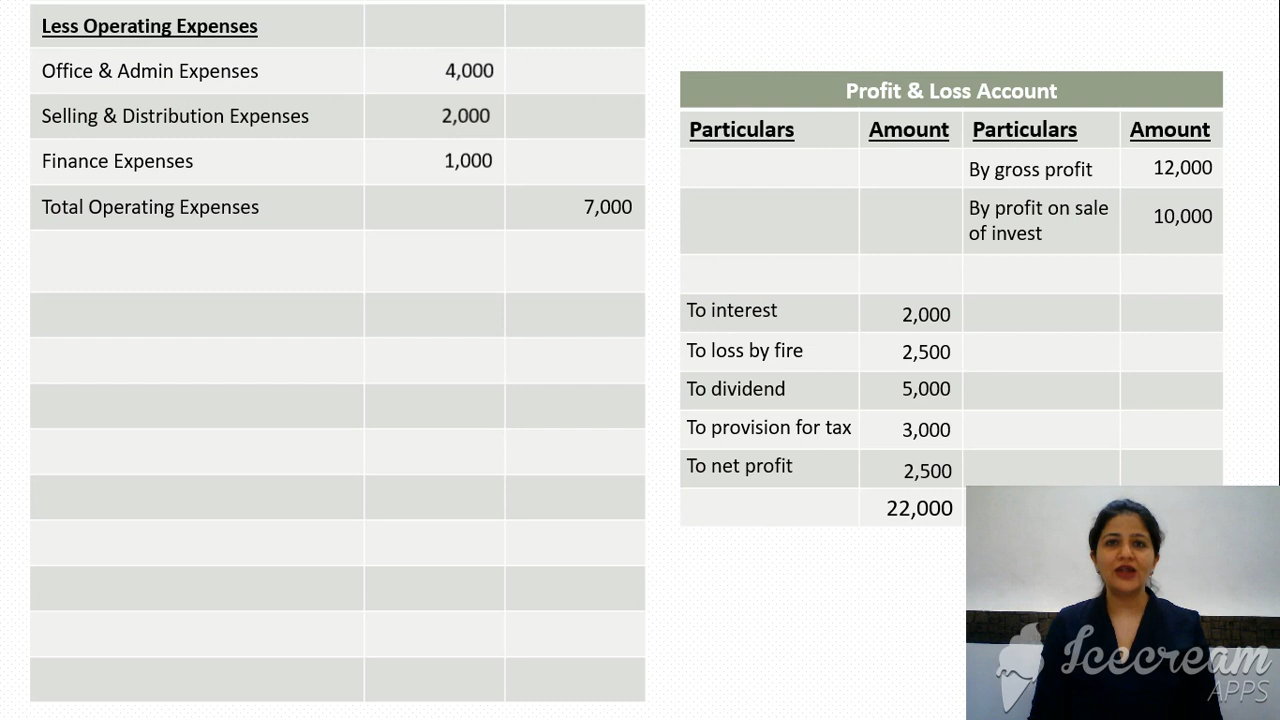 Less Operating Expenses
Office & Admin Expenses 4,000
Selling & Distribution Expenses 2,000
Finance Expenses 1,000
Total Operating Expenses 7,000
Profit & Loss Account
Particulars Amount Particulars Amount
By gross profit 12,000
By profit on sale 10,000
of invest
To interest 2,000
To loss by fire 2,500
To dividend 5,000
To provision for tax 3,000
To net profit 2,500
22,000
Icecream
APPS